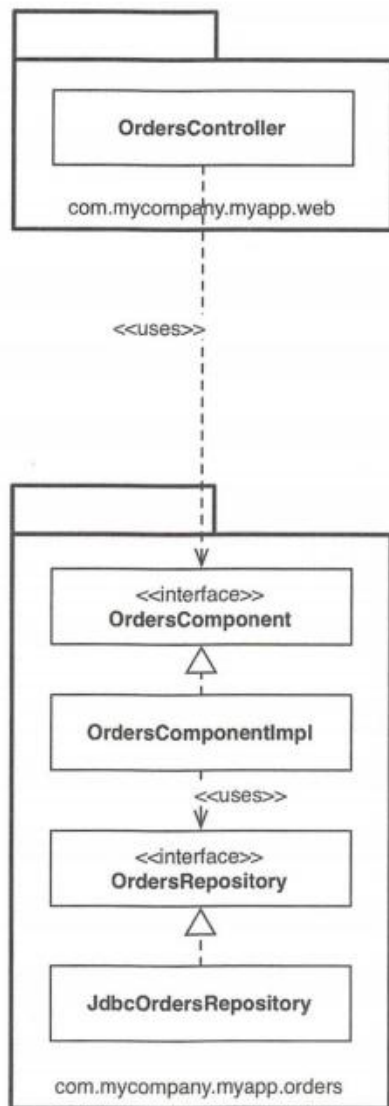 OrdersController
com.mycompany.myapp.web
<<uses>>
<<interface>>
OrdersComponent
OrdersComponentImpl
<<uses>>
<<interface>>
OrdersRepository
JdbcOrdersRepository
com.mycompany.myapp.orders